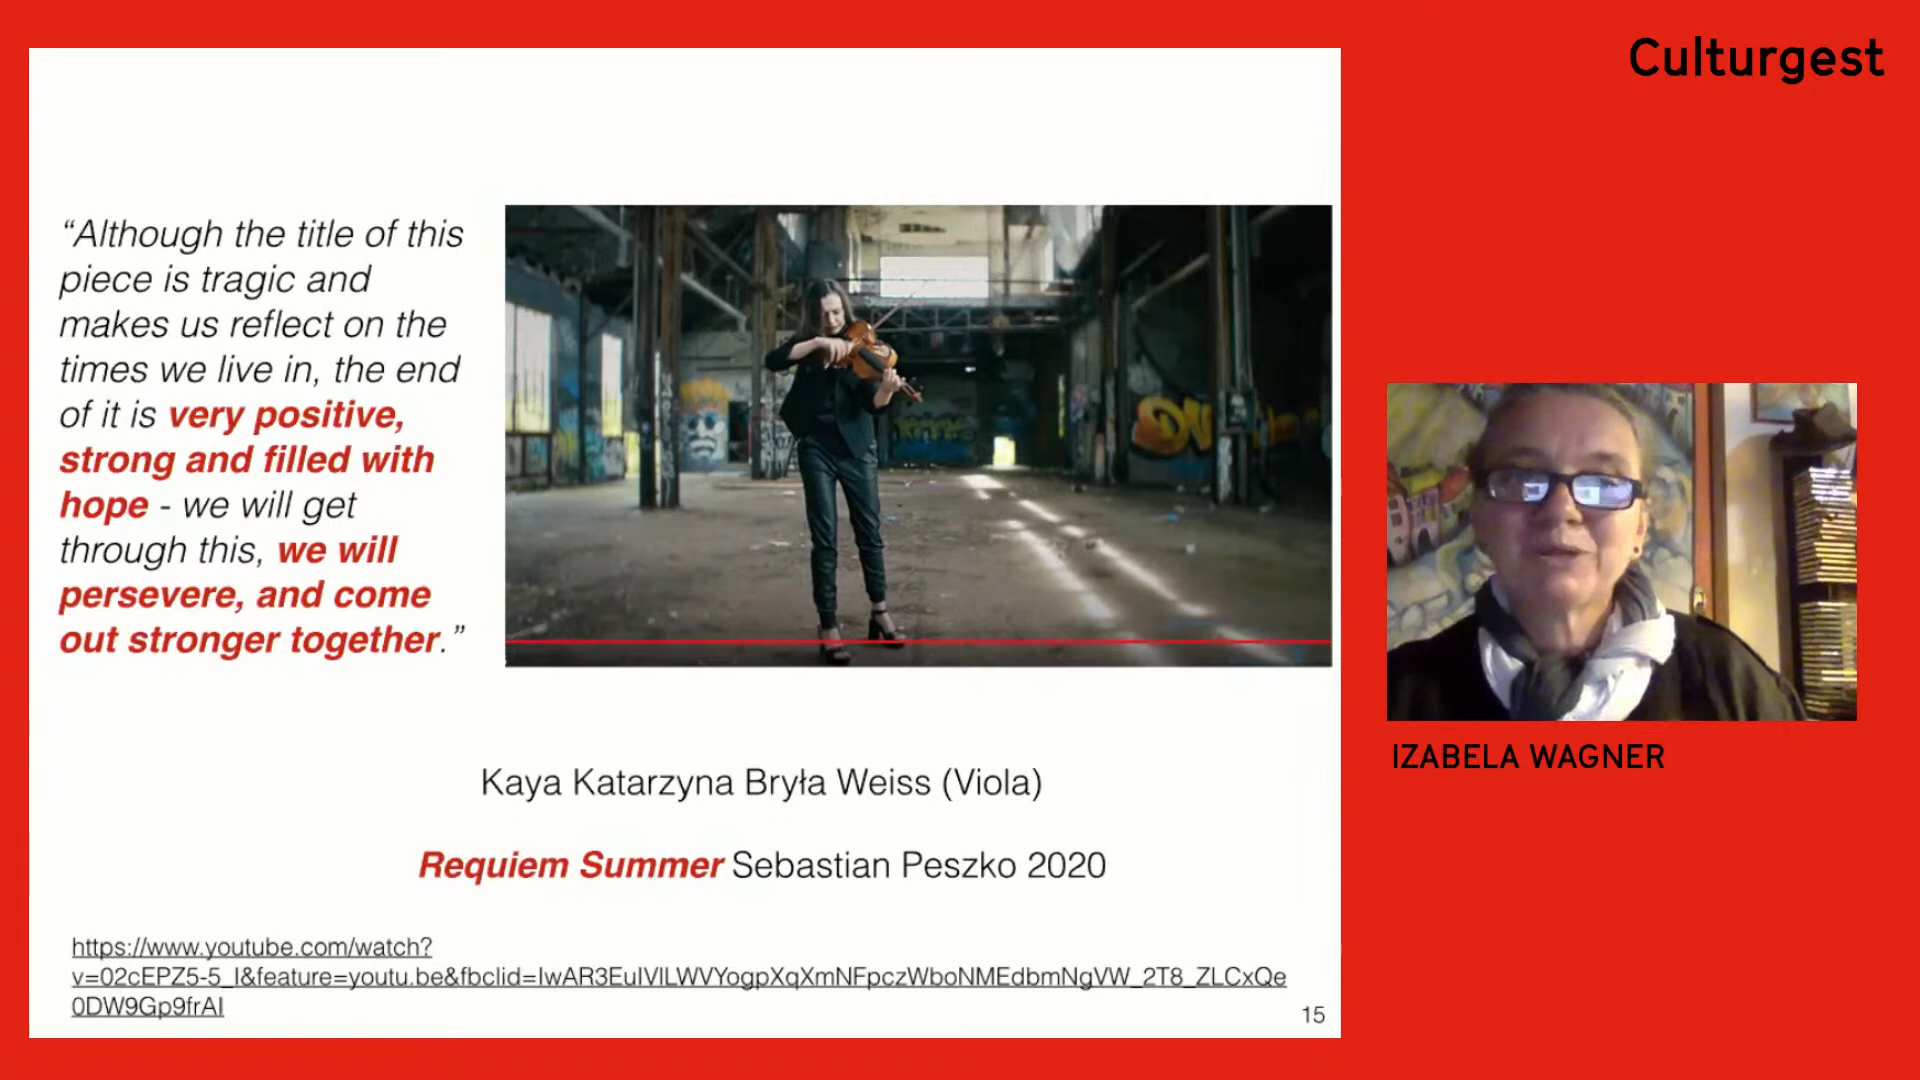 Culturgest
“Although the title of this
piece is tragic and
makes us reflect on the
times we live in, the end
of it is very positive,
strong and filled with
hope - we will get
through this, we will
persevere, and come
out stronger together.”
IZABELA WAGNER
Kaya Katarzyna Bryła Weiss (Viola)
Requiem Summer Sebastian Peszko 2020
https://www.youtube.com/watch?
v=02cEPZ5-5_I&feature=youtu.be&fbclid=IwAR3EuIVlLWVYogpXqXmNFpczWboNMEdbmNgVW_2T8_ZLCxQe
0DW9Gp9frAI
15